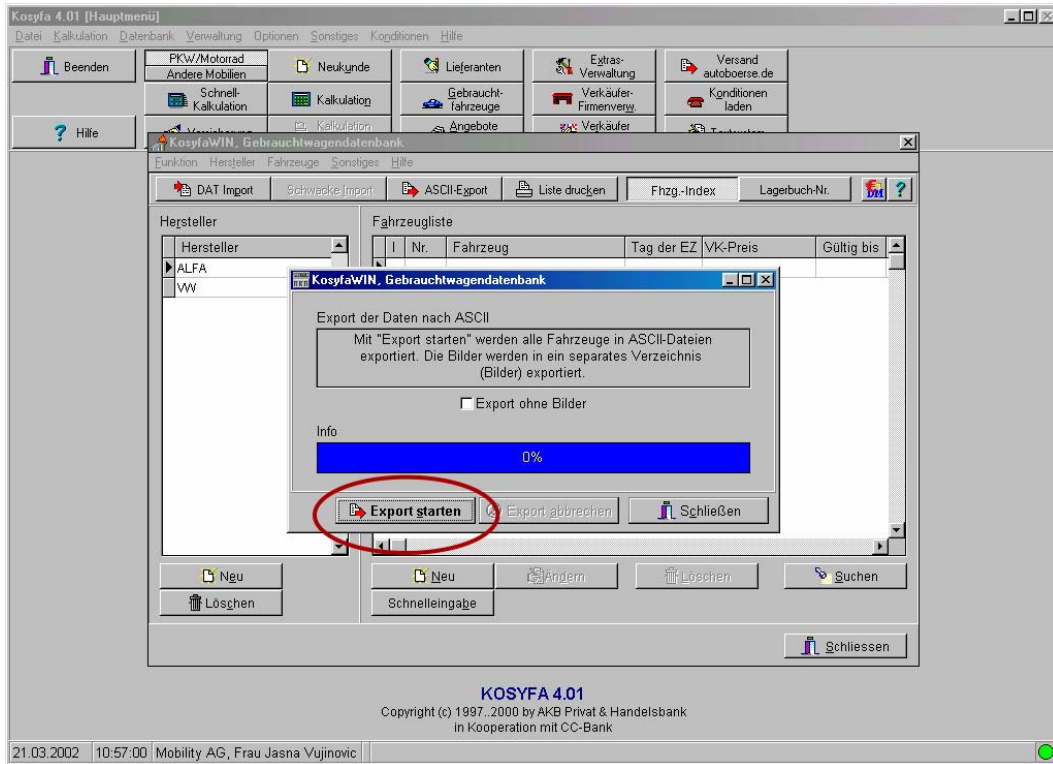 Kosyfa 4.01 [Hauptmenü]
Datei Kalkulation Datenbank Verwaltung Optionen Sonstiges Konditionen Hilfe
Beenden
PKW/Motorrad
Andere Mobilien
Neukunde
Lieferanten
Extras-
Verwaltung
Versand
autoboerse.de
Schnell-
Kalkulation
Kalkulation
Gebraucht-
fahrzeuge
Verkäufer-
Firmenverw.
Konditionen
laden
Hilfe
Kalkulation
Angebote
Verkäufer
KosyfaWIN, Gebrauchtwagendatenbank
Funktion Hersteller Fahrzeuge Sonstiges Hilfe
DAT Import
Schwacke Import
ASCII-Export
Liste drucken
Fhzg.-Index
Lagerbuch-Nr.
DM
?
Hersteller
Fahrzeugliste
Hersteller
I Nr. Fahrzeug Tag der EZ VK-Preis Gültig bis
ALFA
VW
KosyfaWIN, Gebrauchtwagendatenbank
Export der Daten nach ASCII
Mit "Export starten" werden alle Fahrzeuge in ASCII-Dateien
exportiert. Die Bilder werden in ein separates Verzeichnis
(Bilder) exportiert.
Export ohne Bilder
Info
0%
Export starten
Export abbrechen
Schließen
Neu
Löschen
Neu
Ändern
Löschen
Suchen
Schnelleingabe
Schliessen
KOSYFA 4.01
Copyright (c) 1997..2000 by AKB Privat & Handelsbank
in Kooperation mit CC-Bank
21.03.2002 10:57:00 Mobility AG, Frau Jasna Vujinovic